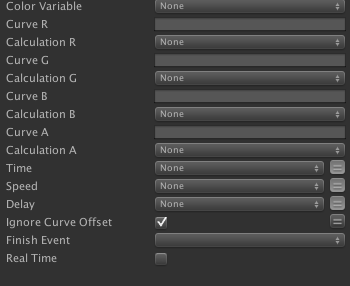 Color Variable None
Curve R
Calculation R None
Curve G
Calculation G None
Curve B
Calculation B None
Curve A
Calculation A None
Time None
Speed None
Delay None
Ignore Curve Offset
Finish Event
Real Time